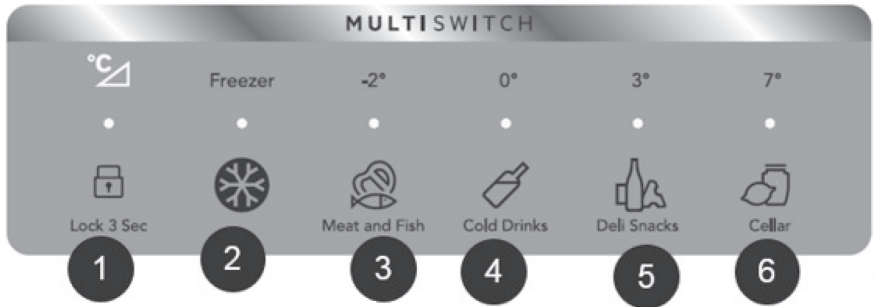 MULTISWITCH
°C Freezer -2° 0° 3° 7°
Lock 3 Sec Meat and Fish Cold Drinks Deli Snacks Cellar
1 2 3 4 5 6